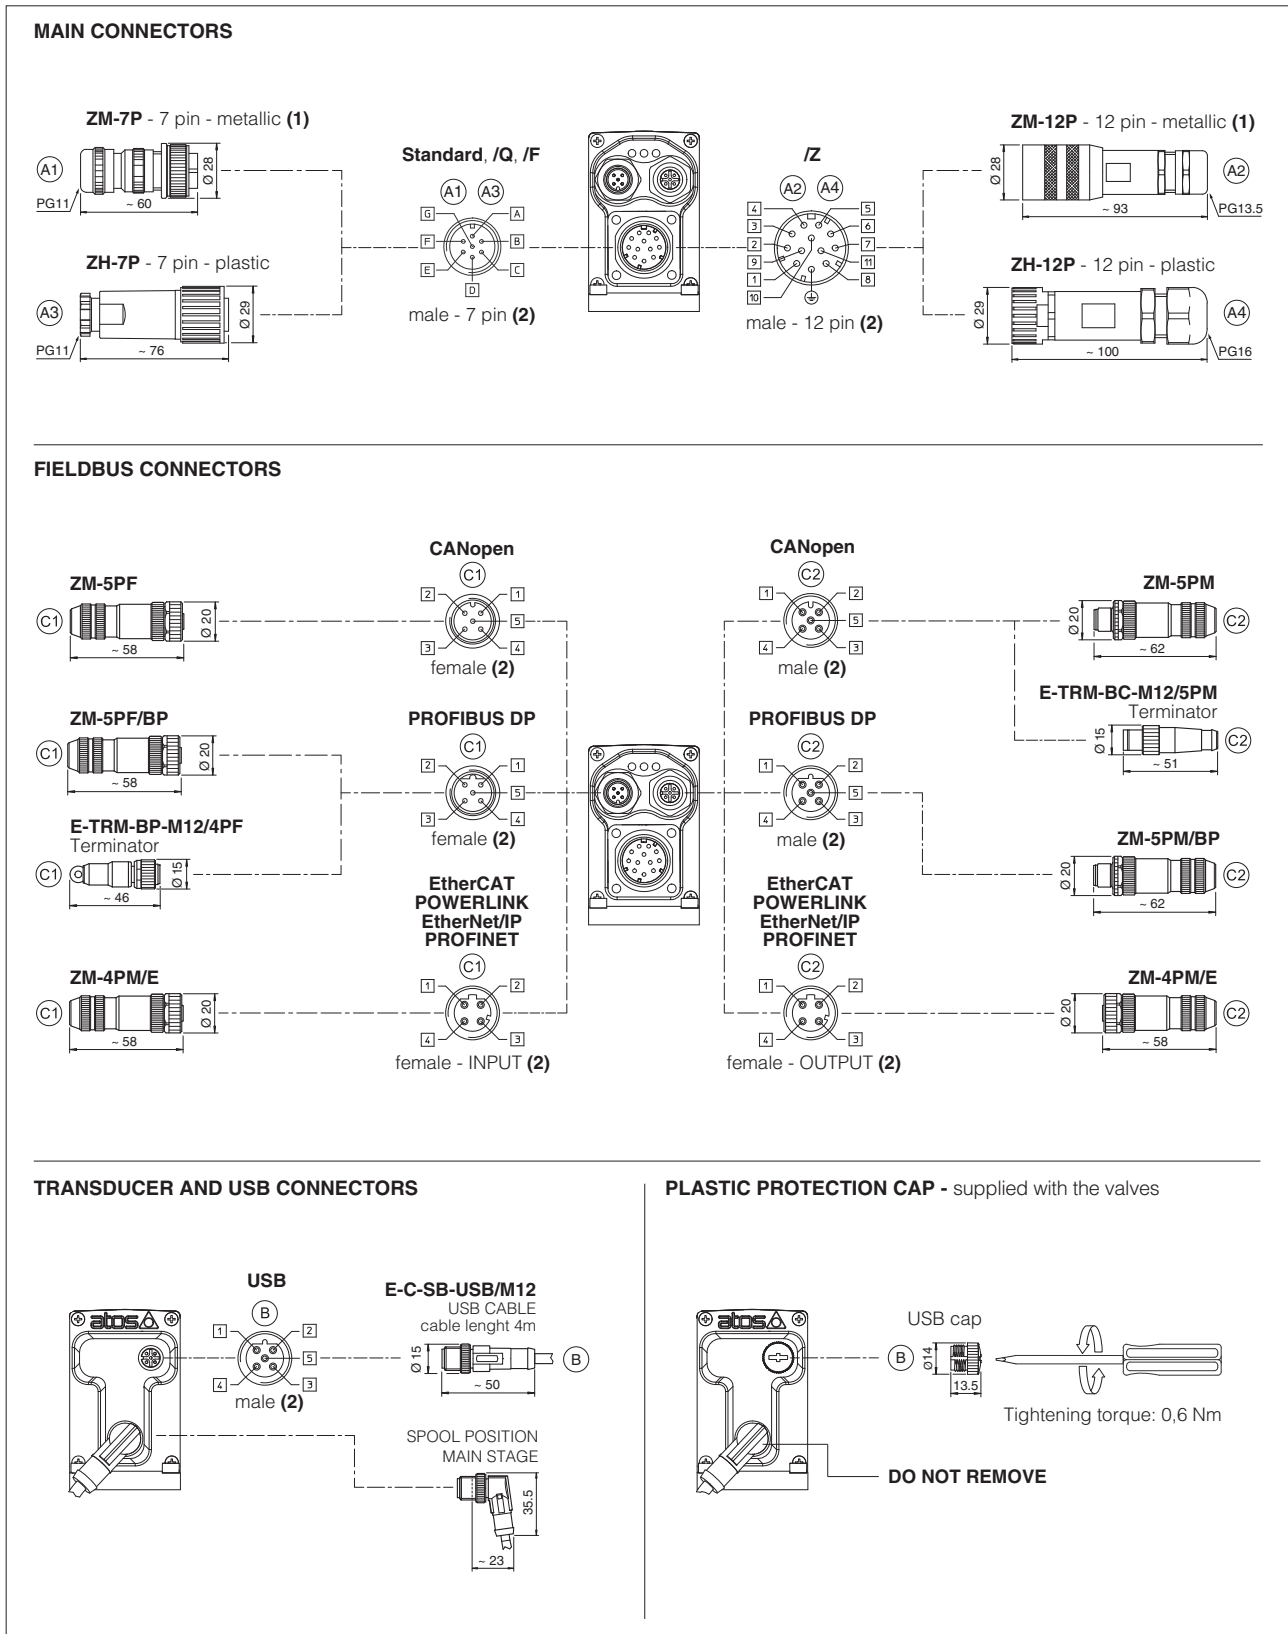 MAIN CONNECTORS
ZM-7P - 7 pin - metallic (1)
A1
PG11
~ 60
Ø 28
ZH-7P - 7 pin - plastic
A3
PG11
~ 76
Ø 29
Standard, /Q, /F
A1 A3
G A
F B
E C
D
male - 7 pin (2)
/Z
A2 A4
4 5
3 6
2 7
9 11
1 8
10
male - 12 pin (2)
ZM-12P - 12 pin - metallic (1)
Ø 28
A2
~ 93
PG13.5
ZH-12P - 12 pin - plastic
Ø 29
A4
~ 100
PG16
FIELDBUS CONNECTORS
ZM-5PF
C1
Ø 20
~ 58
CANopen
C1
2 1
5
3 4
female (2)
CANopen
C2
1 2
5
4 3
male (2)
ZM-5PM
Ø 20
C2
~ 62
E-TRM-BC-M12/5PM
Terminator
Ø 15
C2
~ 51
ZM-5PF/BP
C1
Ø 20
~ 58
E-TRM-BP-M12/4PF
Terminator
C1
Ø 15
~ 46
PROFIBUS DP
C1
2 1
5
3 4
female (2)
PROFIBUS DP
C2
1 2
5
4 3
male (2)
ZM-5PM/BP
Ø 20
C2
~ 62
ZM-4PM/E
C1
Ø 20
~ 58
EtherCAT
POWERLINK
EtherNet/IP
PROFINET
C1
1 2
4 3
female - INPUT (2)
EtherCAT
POWERLINK
EtherNet/IP
PROFINET
C2
1 2
4 3
female - OUTPUT (2)
ZM-4PM/E
Ø 20
C2
~ 58
TRANSDUCER AND USB CONNECTORS
atos
USB
B
1 2
5
4 3
male (2)
E-C-SB-USB/M12
USB CABLE
cable lenght 4m
Ø 15
B
~ 50
SPOOL POSITION
MAIN STAGE
35.5
~ 23
PLASTIC PROTECTION CAP - supplied with the valves
atos
USB cap
B
Ø14
13.5
Tightening torque: 0,6 Nm
DO NOT REMOVE